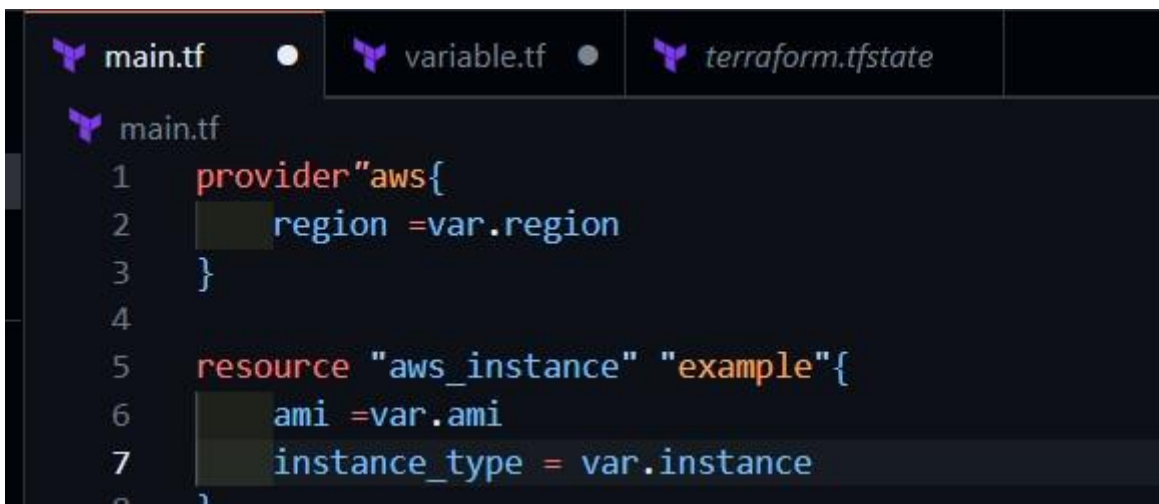 main.tf ● variable.tf ● terraform.tfstate
main.tf
1 provider"aws{
2 region =var.region
3 }
4
5 resource "aws_instance" "example"{
6 ami =var.ami
7 instance_type = var.instance
8 }